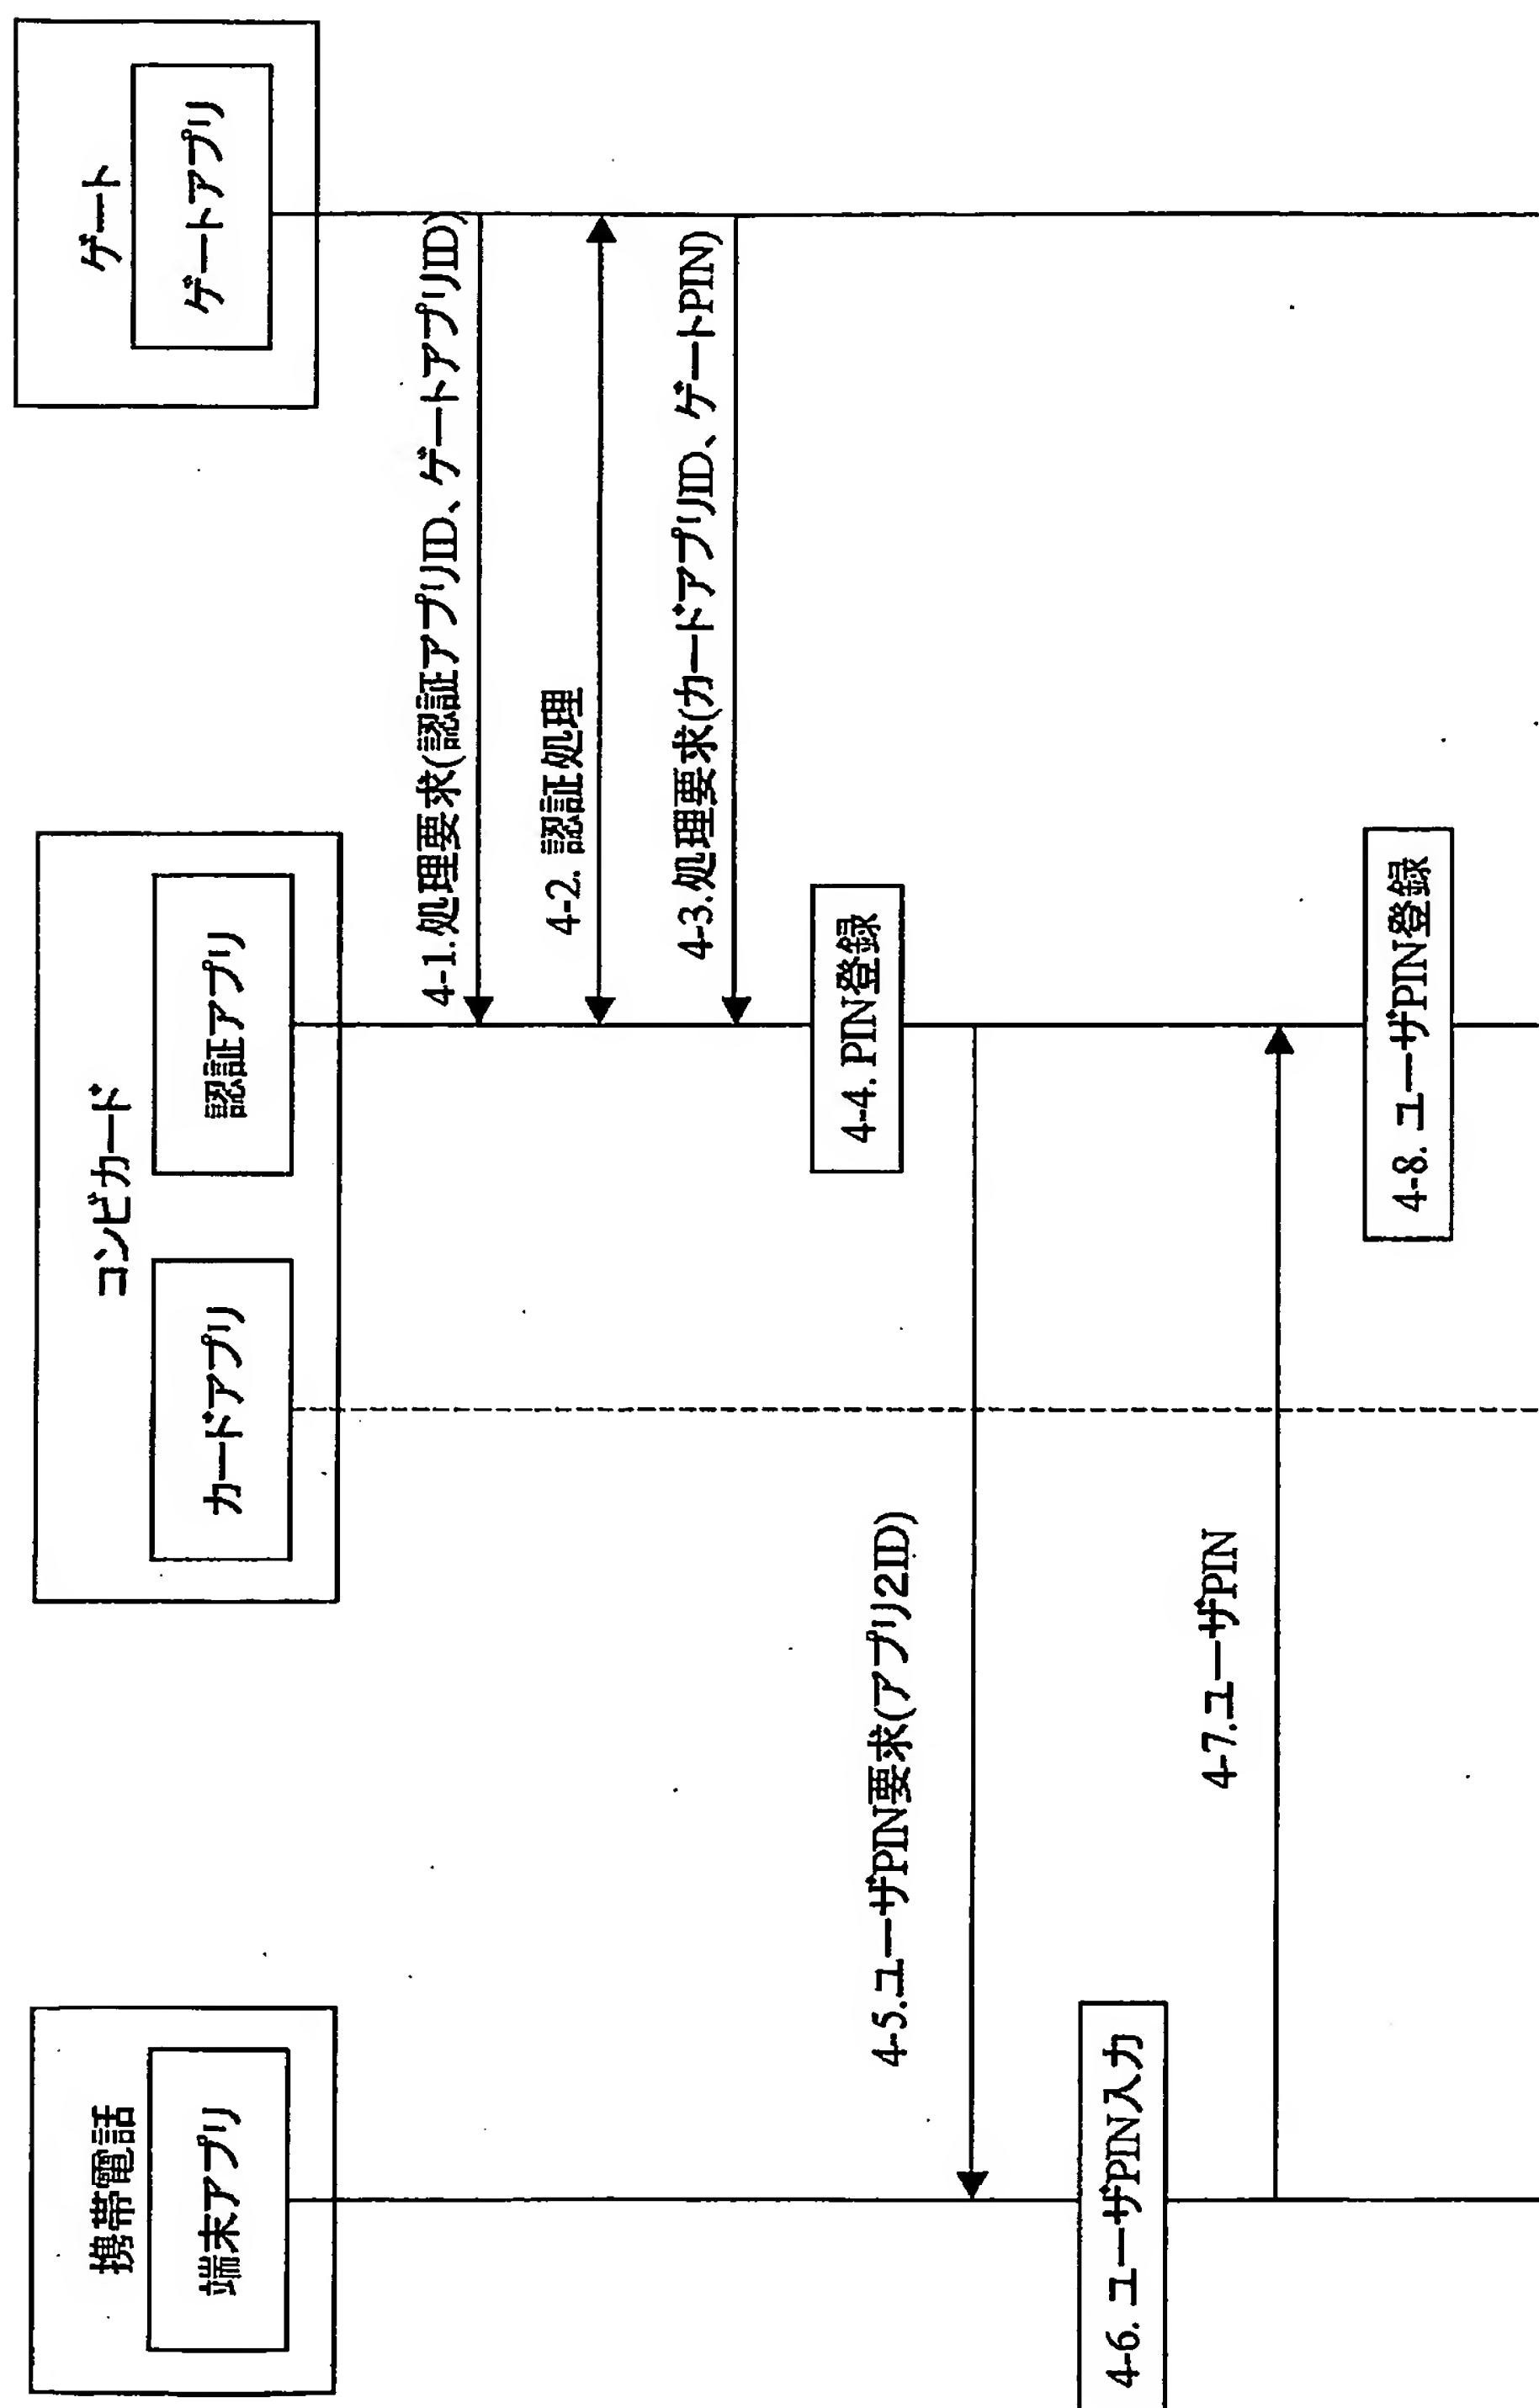 携帯電話
端末アプリ
コンビカード
カードアプリ
認証アプリ
ゲート
ゲートアプリ
4-1.処理要求(認証アプリID、ゲートアプリID)
4-2. 認証処理
4-3.処理要求(カードアプリID、ゲートPIN)
4-4. PIN登録
4-5.ユーザPIN要求(アプリ2ID)
4-6. ユーザPIN入力
4-7.ユーザPIN
4-8. ユーザPIN登録